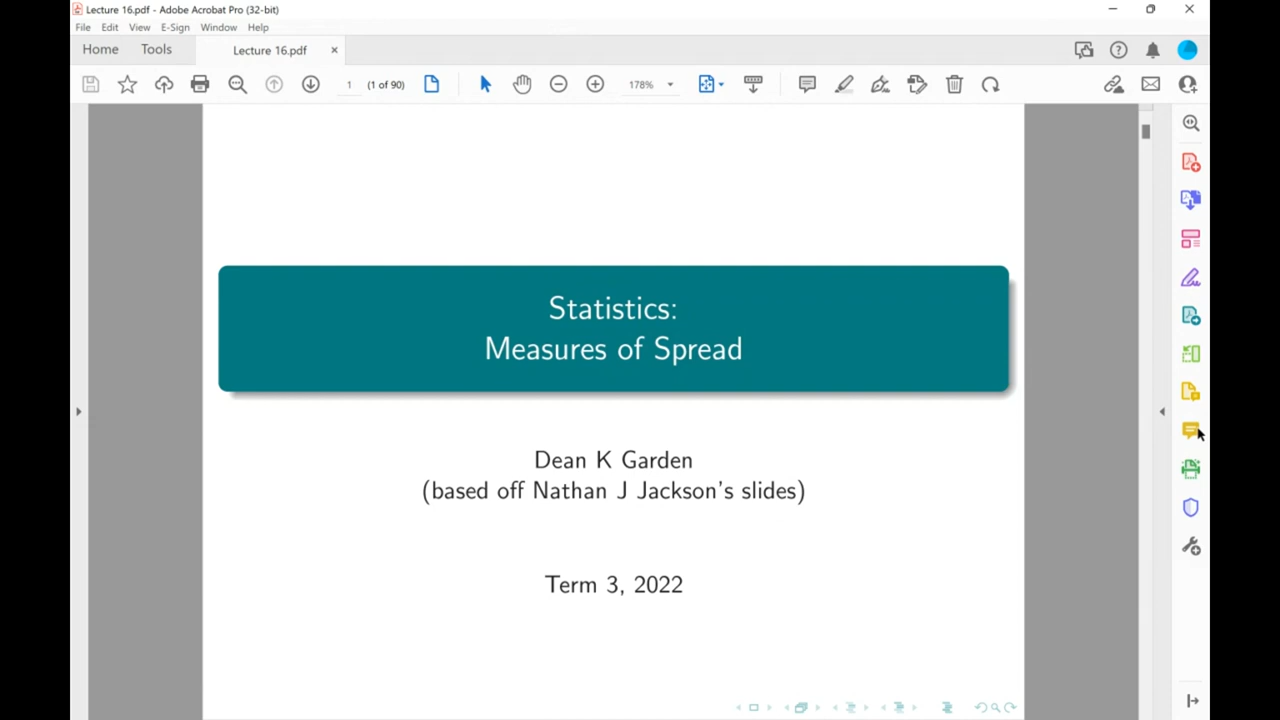 Lecture 16.pdf - Adobe Acrobat Pro (32-bit)
File Edit View E-Sign Window Help
Home Tools Lecture 16.pdf ×
1 (1 of 90) 178%
Statistics:
Measures of Spread
Dean K Garden
(based off Nathan J Jackson's slides)
Term 3, 2022